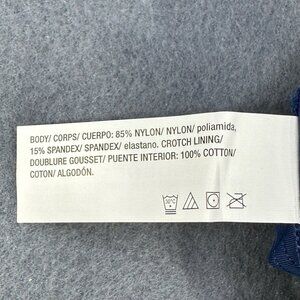 BODY/ CORPS/ CUERPO: 85% NYLON/ NYLON/ poliamida,
15% SPANDEX/ SPANDEX/ elastano. CROTCH LINING/
DOUBLURE GOUSSET/ PUENTE INTERIOR: 100% COTTON/
COTON/ ALGODÓN.
30°C